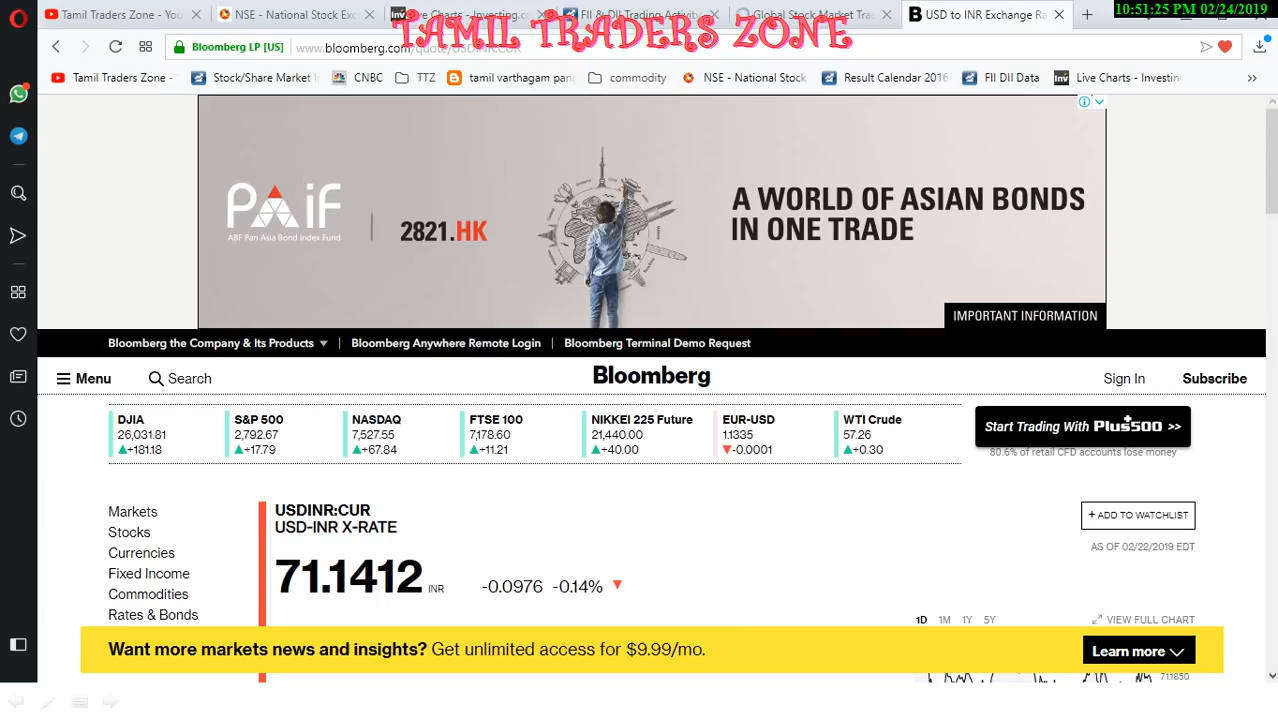 10:51:25 PM 02/24/2019
Tamil Traders Zone - You
NSE - National Stock Exc
Live Charts - Investing.c
FII & DII Trading Activity
Global Stock Market Tra
USD to INR Exchange Ra
TAMIL TRADERS ZONE
Bloomberg LP [US]
www.bloomberg.com/quote/USDINR:CUR
Tamil Traders Zone -
Stock/Share Market I
CNBC
TTZ
tamil varthagam pan
commodity
NSE - National Stock
Result Calendar 2016
FII DII Data
Inv
Live Charts - Investin
PAiF
ABF Pan Asia Bond Index Fund
2821.HK
A WORLD OF ASIAN BONDS
IN ONE TRADE
IMPORTANT INFORMATION
Bloomberg the Company & Its Products
Bloomberg Anywhere Remote Login
Bloomberg Terminal Demo Request
Menu
Search
Bloomberg
Sign In
Subscribe
DJIA
26,031.81
+181.18
S&P 500
2,792.67
+17.79
NASDAQ
7,527.55
+67.84
FTSE 100
7,178.60
+11.21
NIKKEI 225 Future
21,440.00
+40.00
EUR-USD
1.1335
-0.0001
WTI Crude
57.26
+0.30
Start Trading With Plus500 >>
80.6% of retail CFD accounts lose money
Markets
Stocks
Currencies
Fixed Income
Commodities
Rates & Bonds
USDINR:CUR
USD-INR X-RATE
71.1412 INR -0.0976 -0.14%
+ ADD TO WATCHLIST
AS OF 02/22/2019 EDT
1D 1M 1Y 5Y
VIEW FULL CHART
Want more markets news and insights? Get unlimited access for $9.99/mo.
Learn more
71.1850